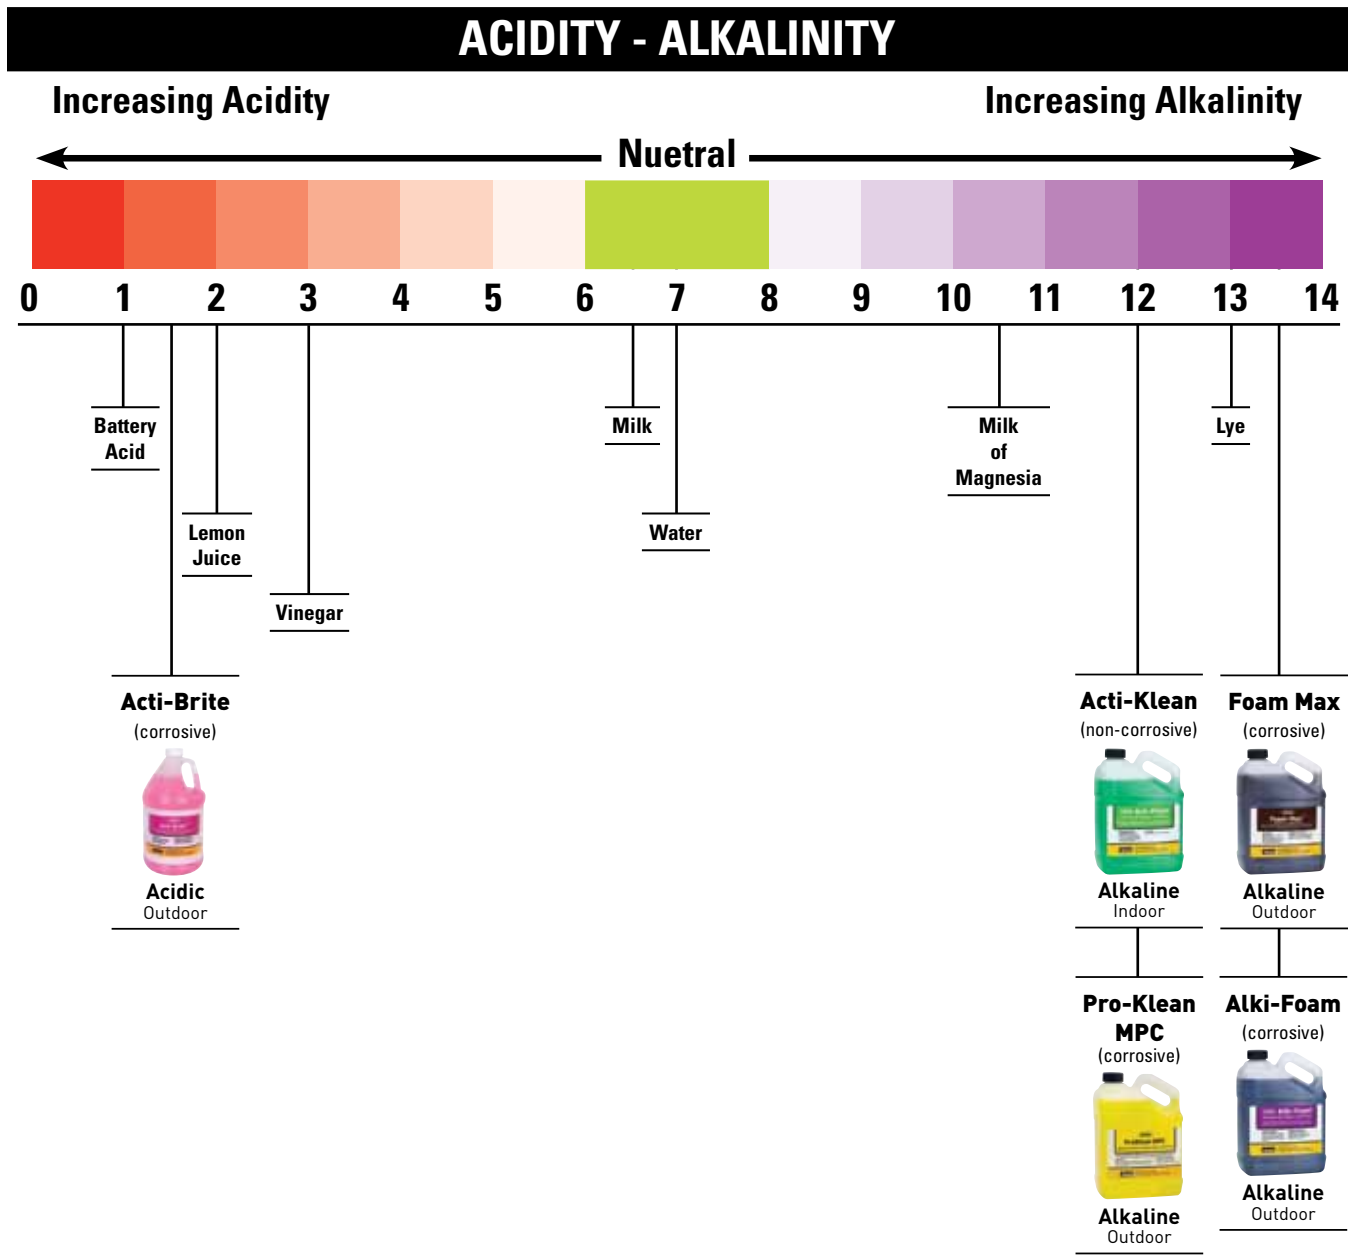 ACIDITY - ALKALINITY
Increasing Acidity
Increasing Alkalinity
Nuetral
0 1 2 3 4 5 6 7 8 9 10 11 12 13 14
Battery
Acid
Milk
Milk
of
Magnesia
Lye
Lemon
Juice
Water
Vinegar
Acti-Brite
(corrosive)
Acidic
Outdoor
Acti-Klean
(non-corrosive)
Alkaline
Indoor
Foam Max
(corrosive)
Alkaline
Outdoor
Pro-Klean
MPC
(corrosive)
Alkaline
Outdoor
Alki-Foam
(corrosive)
Alkaline
Outdoor